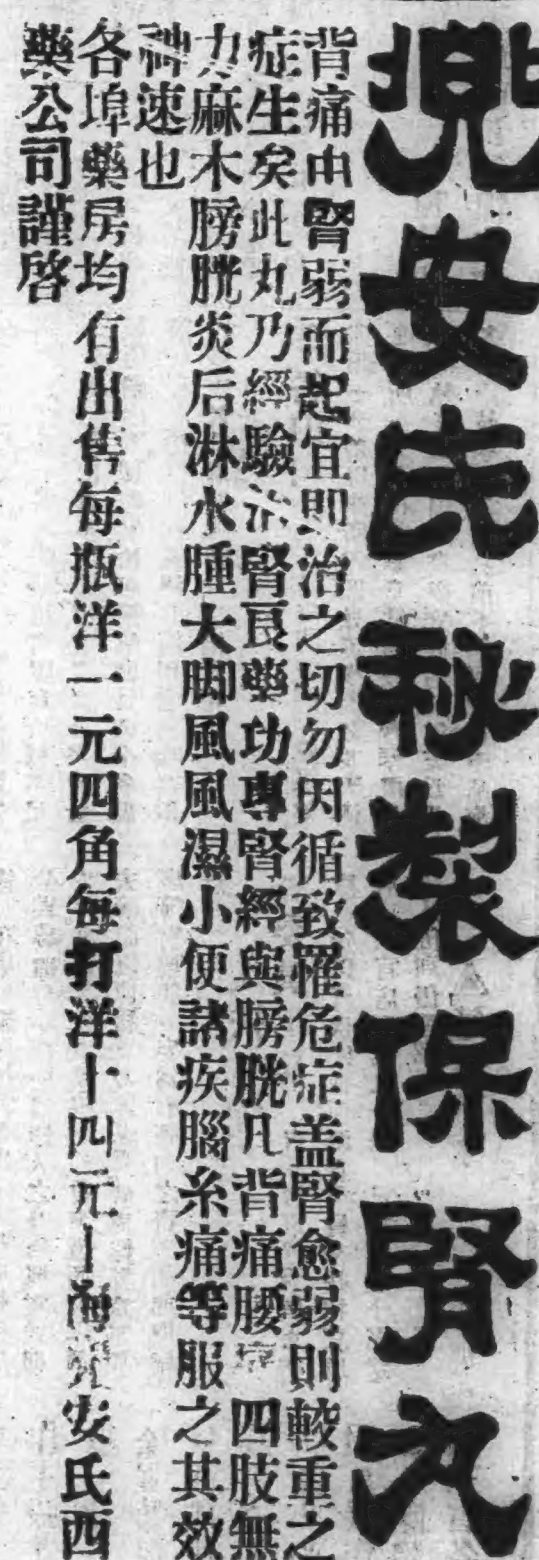 兜安氏秘製保腎丸
背痛由腎弱而起宜即治之切勿因循致罹危症盖腎愈弱則較重之
症生矣此丸乃經驗治腎良藥功專腎經與膀胱凡背痛腰 四肢無
力麻木膀胱炎后淋水腫大脚風風濕小便諸疾腦糸痛等服之其效
神速也
各埠藥房均有出售每瓶洋一元四角每打洋十四元上海兜安氏西
藥公司謹啓